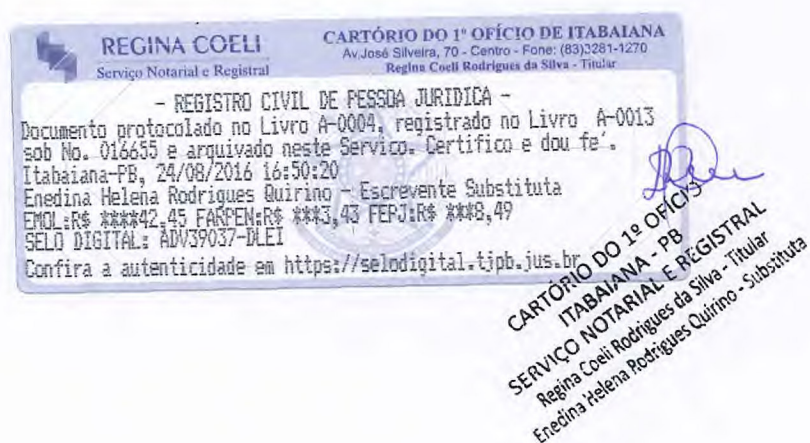 REGINA COELI
Serviço Notarial e Registral
CARTÓRIO DO 1º OFÍCIO DE ITABAIANA
Av.José Silveira, 70 - Centro - Fone: (83)3281-1270
Regina Coeli Rodrigues da Silva - Titular
- REGISTRO CIVIL DE PESSOA JURIDICA -
Documento protocolado no Livro A-0004, registrado no Livro A-0013
sob No. 016655 e arquivado neste Servico. Certifico e dou fe'.
Itabaiana-PB, 24/08/2016 16:50:20
Enedina Helena Rodrigues Quirino - Escrevente Substituta
EMOL:R$ ****42,45 FARPEN:R$ ***3,43 FEPJ:R$ ***8,49
SELO DIGITAL: ADV39037-DLEI
Confira a autenticidade em https://selodigital.tjpb.jus.br
CARTÓRIO DO 1º OFICIO
ITABAIANA - PB
SERVIÇO NOTARIAL E REGISTRAL
Regina Coeli Rodrigues da Silva - Titular
Enedina Helena Rodrigues Quirino - Substituta